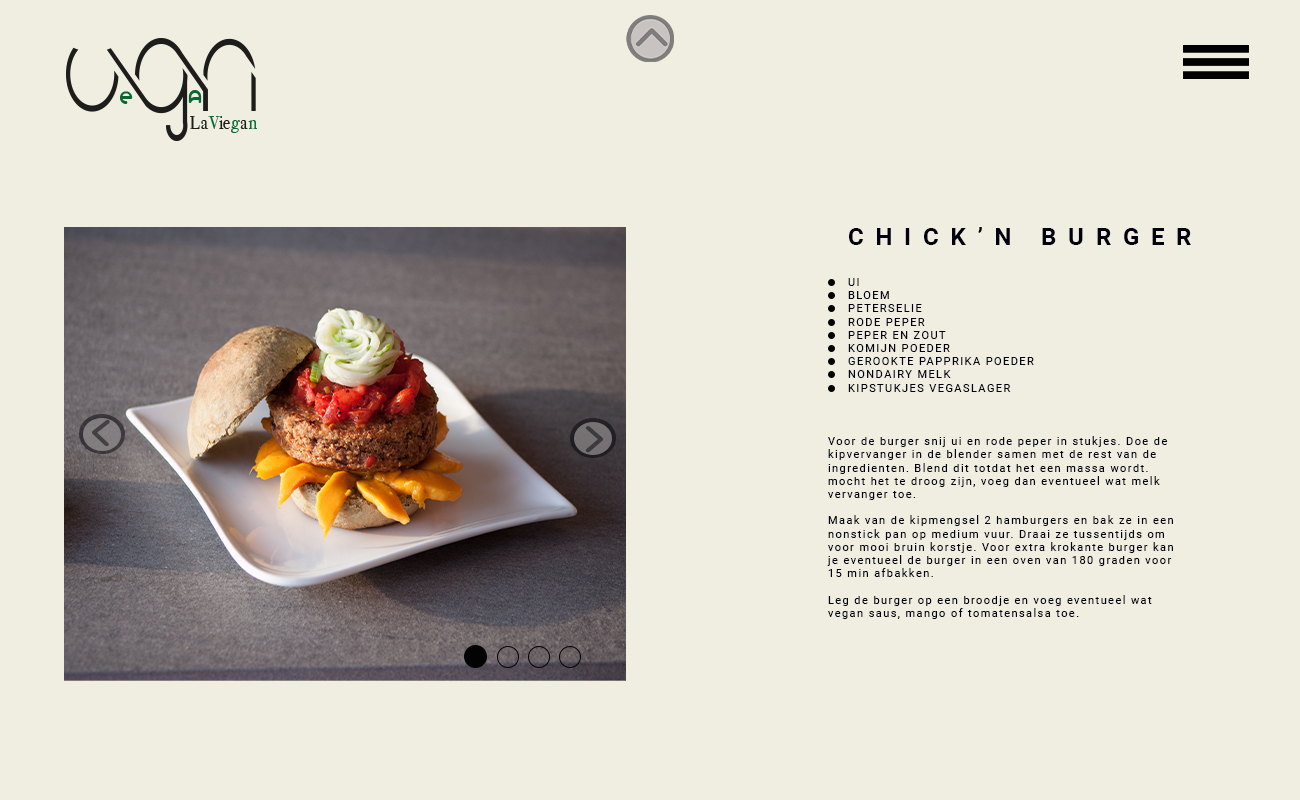 vegan
LaViegan
CHICK’N BURGER
UI
BLOEM
PETERSELIE
RODE PEPER
PEPER EN ZOUT
KOMIJN POEDER
GEROOKTE PAPPRIKA POEDER
NONDAIRY MELK
KIPSTUKJES VEGASLAGER
Voor de burger snij ui en rode peper in stukjes. Doe de
kipvervanger in de blender samen met de rest van de
ingredienten. Blend dit totdat het een massa wordt.
mocht het te droog zijn, voeg dan eventueel wat melk
vervanger toe.
Maak van de kipmengsel 2 hamburgers en bak ze in een
nonstick pan op medium vuur. Draai ze tussentijds om
voor mooi bruin korstje. Voor extra krokante burger kan
je eventueel de burger in een oven van 180 graden voor
15 min afbakken.
Leg de burger op een broodje en voeg eventueel wat
vegan saus, mango of tomatensalsa toe.